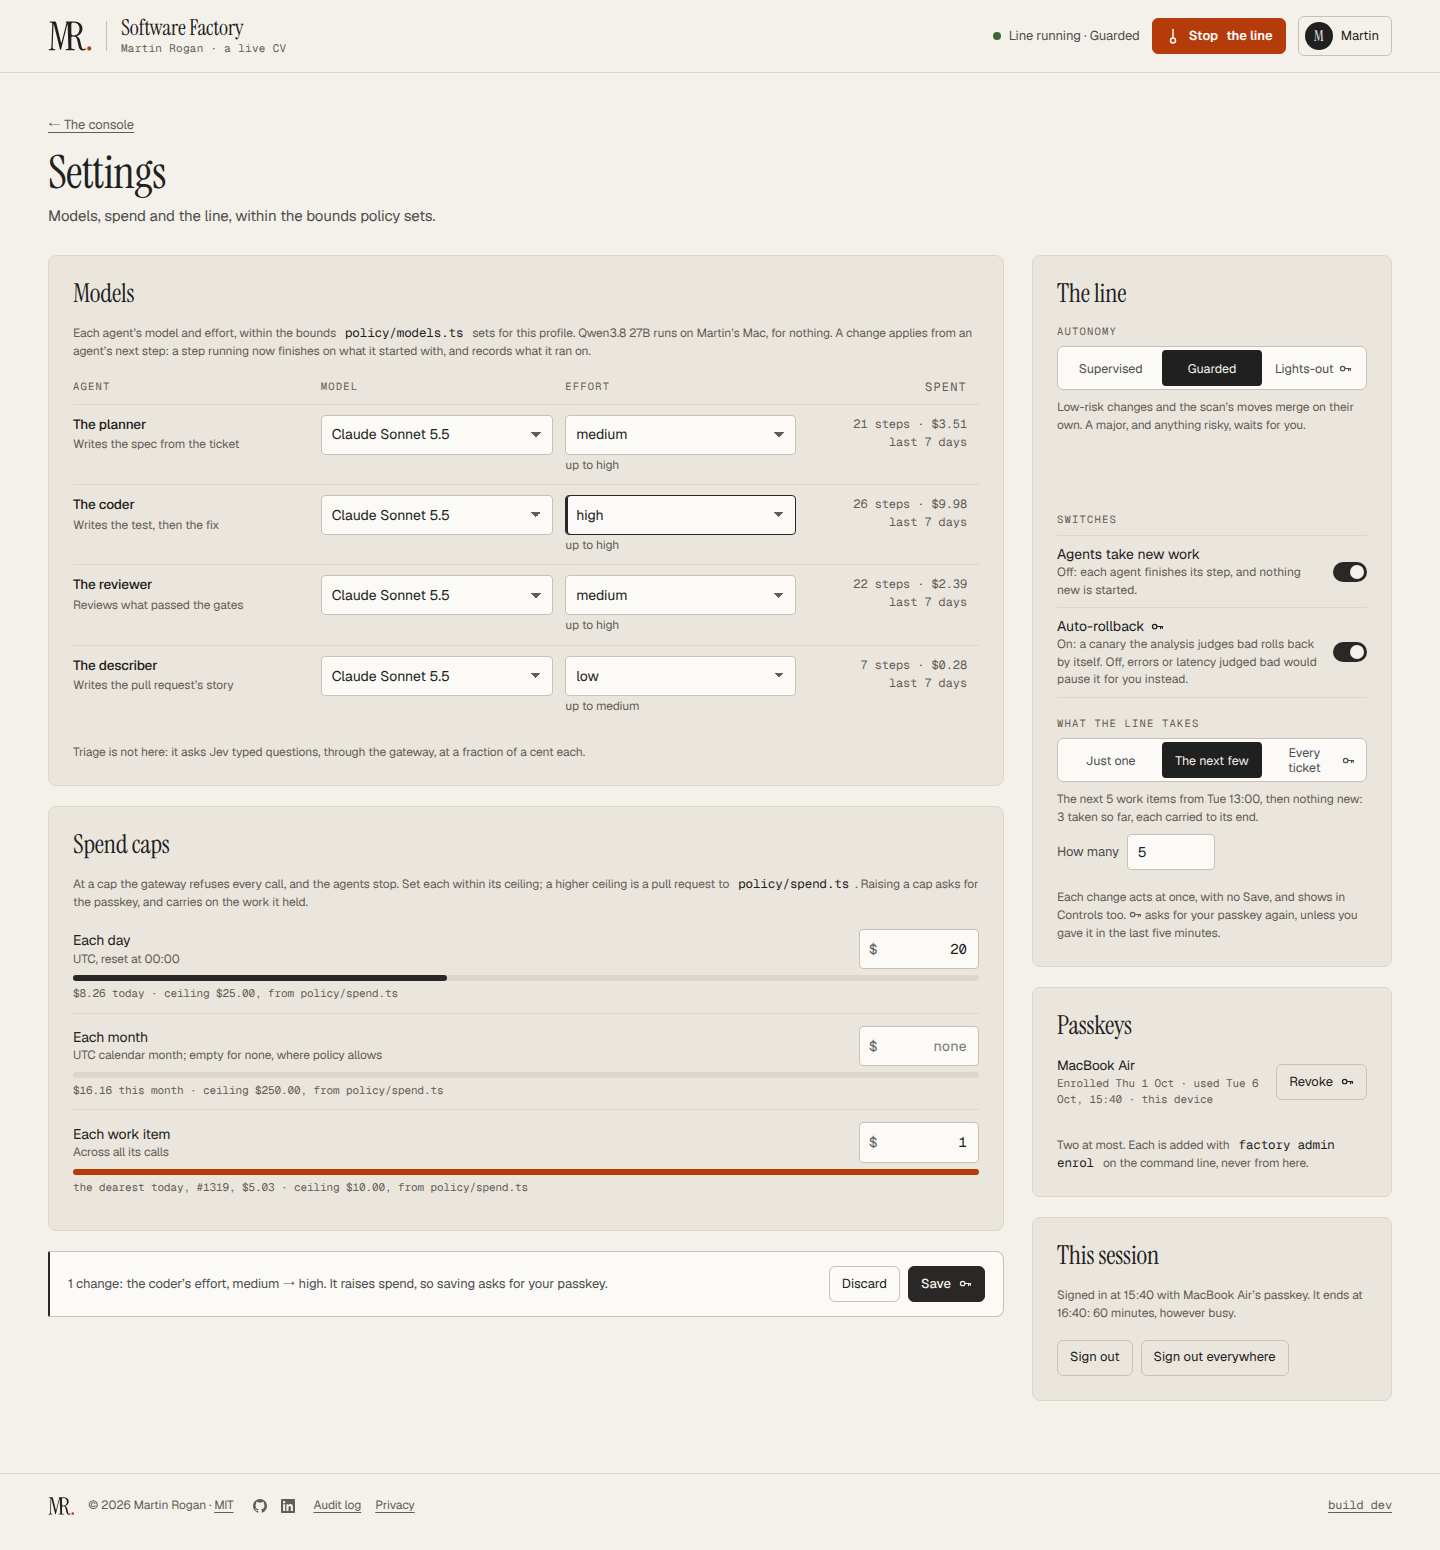 MR.
Software Factory
Martin Rogan · a live CV
Line running · Guarded
Stop the line
M
Martin
← The console
Settings
Models, spend and the line, within the bounds policy sets.
Models
Each agent's model and effort, within the bounds policy/models.ts sets for this profile. Qwen3.8 27B runs on Martin's Mac, for nothing. A change applies from an
agent's next step: a step running now finishes on what it started with, and records what it ran on.
AGENT MODEL EFFORT SPENT
The planner
Writes the spec from the ticket
Claude Sonnet 5.5
medium
up to high
21 steps · $3.51
last 7 days
The coder
Writes the test, then the fix
Claude Sonnet 5.5
high
up to high
26 steps · $9.98
last 7 days
The reviewer
Reviews what passed the gates
Claude Sonnet 5.5
medium
up to high
22 steps · $2.39
last 7 days
The describer
Writes the pull request's story
Claude Sonnet 5.5
low
up to medium
7 steps · $0.28
last 7 days
Triage is not here: it asks Jev typed questions, through the gateway, at a fraction of a cent each.
Spend caps
At a cap the gateway refuses every call, and the agents stop. Set each within its ceiling; a higher ceiling is a pull request to policy/spend.ts. Raising a cap asks for
the passkey, and carries on the work it held.
Each day
UTC, reset at 00:00
$ 20
$8.26 today · ceiling $25.00, from policy/spend.ts
Each month
UTC calendar month; empty for none, where policy allows
$ none
$16.16 this month · ceiling $250.00, from policy/spend.ts
Each work item
Across all its calls
$ 1
the dearest today, #1319, $5.03 · ceiling $10.00, from policy/spend.ts
1 change: the coder's effort, medium → high. It raises spend, so saving asks for your passkey.
Discard
Save
The line
AUTONOMY
Supervised
Guarded
Lights-out
Low-risk changes and the scan's moves merge on their
own. A major, and anything risky, waits for you.
SWITCHES
Agents take new work
Off: each agent finishes its step, and nothing
new is started.
Auto-rollback
On: a canary the analysis judges bad rolls back
by itself. Off, errors or latency judged bad would
pause it for you instead.
WHAT THE LINE TAKES
Just one
The next few
Every
ticket
The next 5 work items from Tue 13:00, then nothing new:
3 taken so far, each carried to its end.
How many 5
Each change acts at once, with no Save, and shows in
Controls too. asks for your passkey again, unless you
gave it in the last five minutes.
Passkeys
MacBook Air
Enrolled Thu 1 Oct · used Tue 6
Oct, 15:40 · this device
Revoke
Two at most. Each is added with factory admin
enrol on the command line, never from here.
This session
Signed in at 15:40 with MacBook Air's passkey. It ends at
16:40: 60 minutes, however busy.
Sign out
Sign out everywhere
MR.
© 2026 Martin Rogan · MIT
Audit log
Privacy
build dev